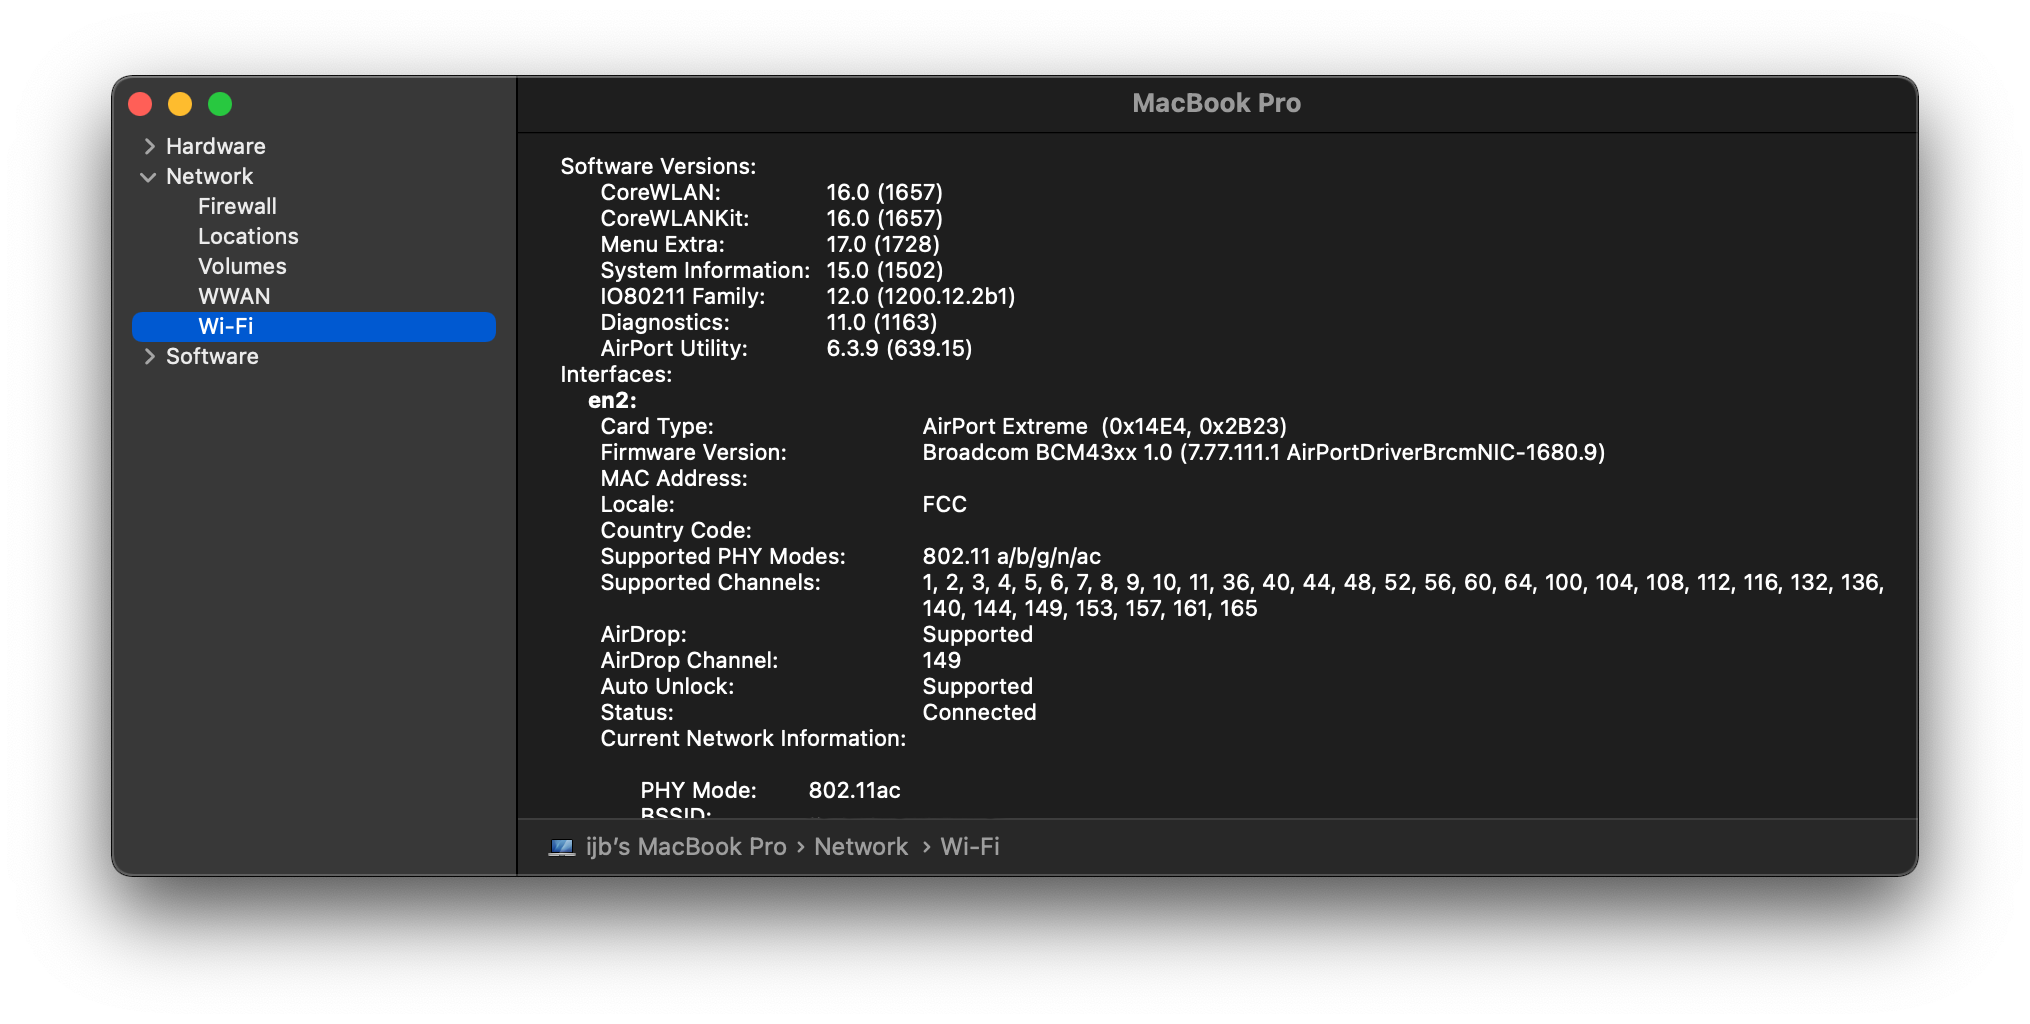 MacBook Pro
Hardware
Network
Firewall
Locations
Volumes
WWAN
Wi-Fi
Software
Software Versions:
CoreWLAN: 16.0 (1657)
CoreWLANKit: 16.0 (1657)
Menu Extra: 17.0 (1728)
System Information: 15.0 (1502)
IO80211 Family: 12.0 (1200.12.2b1)
Diagnostics: 11.0 (1163)
AirPort Utility: 6.3.9 (639.15)
Interfaces:
en2:
Card Type: AirPort Extreme (0x14E4, 0x2B23)
Firmware Version: Broadcom BCM43xx 1.0 (7.77.111.1 AirPortDriverBrcmNIC-1680.9)
MAC Address:
Locale: FCC
Country Code:
Supported PHY Modes: 802.11 a/b/g/n/ac
Supported Channels: 1, 2, 3, 4, 5, 6, 7, 8, 9, 10, 11, 36, 40, 44, 48, 52, 56, 60, 64, 100, 104, 108, 112, 116, 132, 136,
140, 144, 149, 153, 157, 161, 165
AirDrop: Supported
AirDrop Channel: 149
Auto Unlock: Supported
Status: Connected
Current Network Information:
PHY Mode: 802.11ac
BSSID:
ijb’s MacBook Pro › Network › Wi-Fi